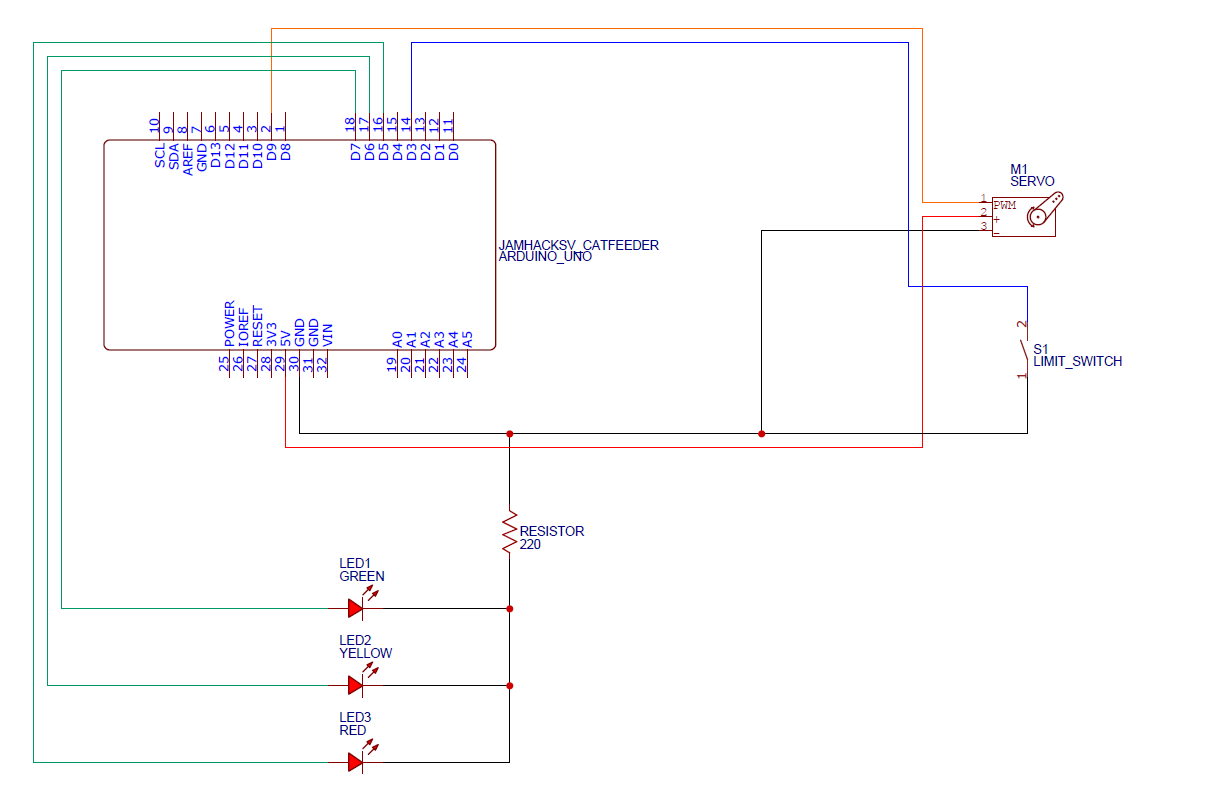 10
9
8
7
6
5
4
3
2
1
18
17
16
15
14
13
12
11
SCL
SDA
AREF
GND
D13
D12
D11
D10
D9
D8
D7
D6
D5
D4
D3
D2
D1
D0
M1
SERVO
1
PWM
2
+
3
−
JAMHACKSV_CATFEEDER
ARDUINO_UNO
POWER
IOREF
RESET
3V3
5V
GND
GND
VIN
A0
A1
A2
A3
A4
A5
25
26
27
28
29
30
31
32
19
20
21
22
23
24
2
S1
LIMIT_SWITCH
1
RESISTOR
220
LED1
GREEN
LED2
YELLOW
LED3
RED